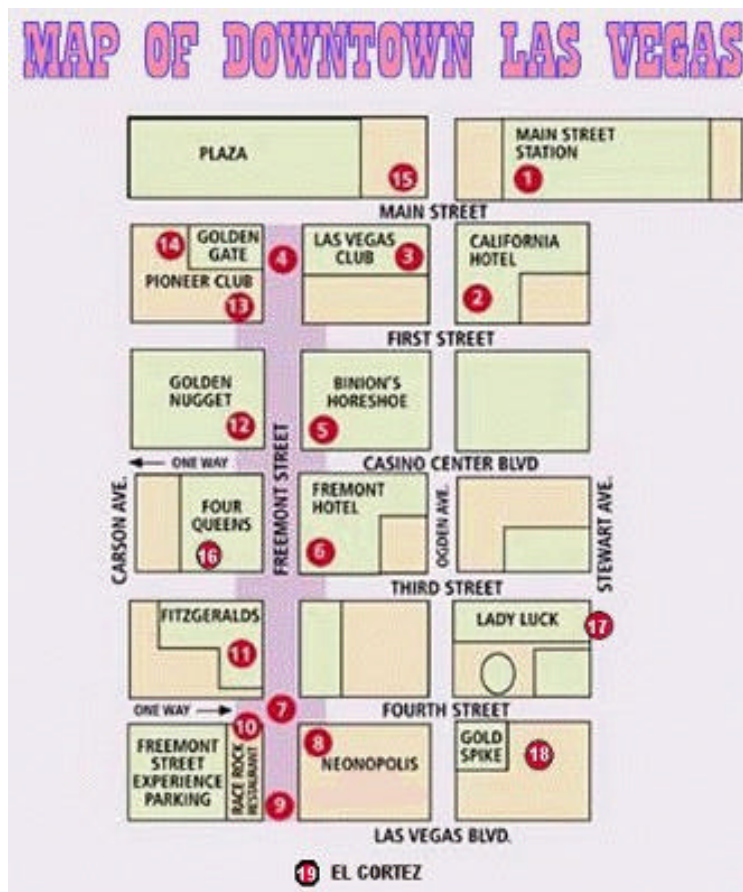 MAP OF DOWNTOWN LAS VEGAS
PLAZA
15
MAIN STREET
STATION
1
MAIN STREET
14
GOLDEN
GATE
PIONEER CLUB
13
4
LAS VEGAS
CLUB
3
CALIFORNIA
HOTEL
2
FIRST STREET
GOLDEN
NUGGET
12
BINION'S
HORESHOE
5
← ONE WAY
CASINO CENTER BLVD
CARSON AVE.
FREEMONT STREET
OGDEN AVE.
STEWART AVE.
FOUR
QUEENS
16
FREMONT
HOTEL
6
THIRD STREET
FITZGERALDS
11
LADY LUCK
17
ONE WAY →
7
FOURTH STREET
FREEMONT
STREET
EXPERIENCE
PARKING
10
RACE ROCK
RESTAURANT
9
8
NEONOPOLIS
GOLD
SPIKE
18
LAS VEGAS BLVD.
19 EL CORTEZ